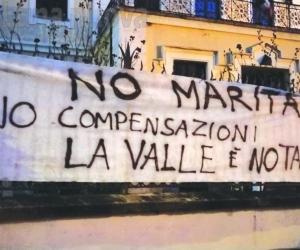 NO MARITA
NO COMPENSAZIONI
LA VALLE È NOTA